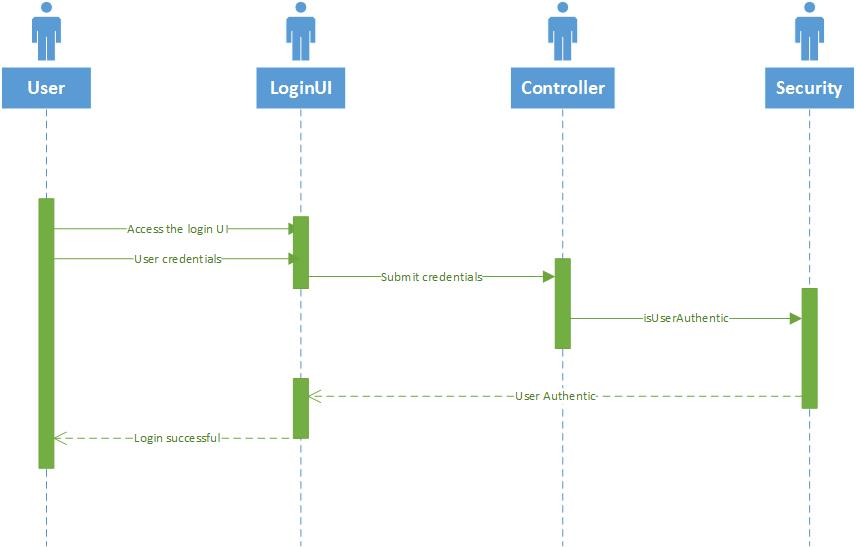 User
LoginUI
Controller
Security
Access the login UI
User credentials
Submit credentials
isUserAuthentic
User Authentic
Login successful